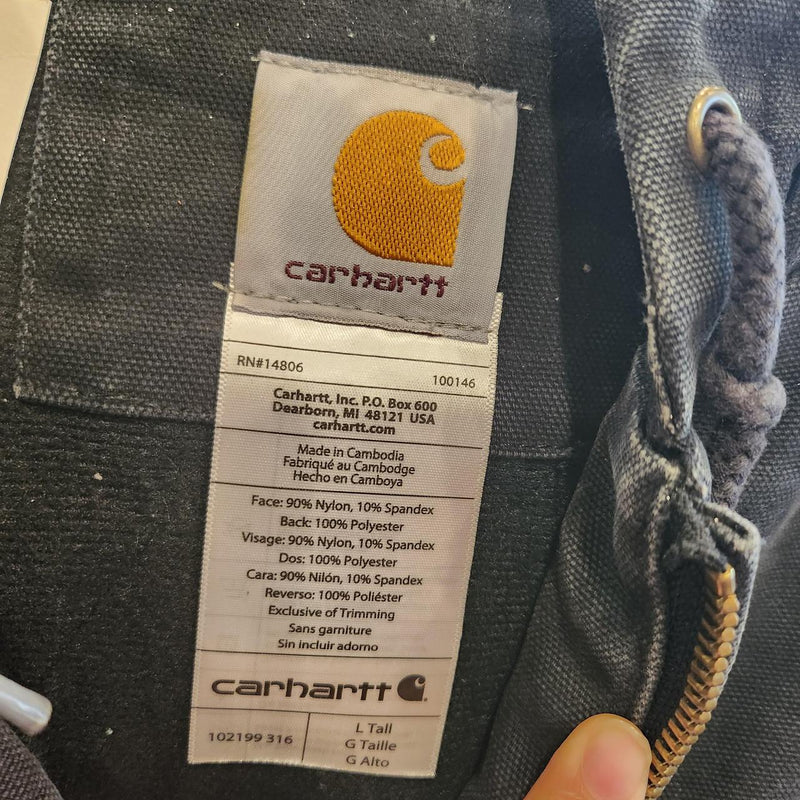 carhartt
RN#14806 100146
Carhartt, Inc. P.O. Box 600
Dearborn, MI 48121 USA
carhartt.com
Made in Cambodia
Fabriqué au Cambodge
Hecho en Camboya
Face: 90% Nylon, 10% Spandex
Back: 100% Polyester
Visage: 90% Nylon, 10% Spandex
Dos: 100% Polyester
Cara: 90% Nilón, 10% Spandex
Reverso: 100% Poliéster
Exclusive of Trimming
Sans garniture
Sin incluir adorno
carhartt
102199 316
L Tall
G Taille
G Alto